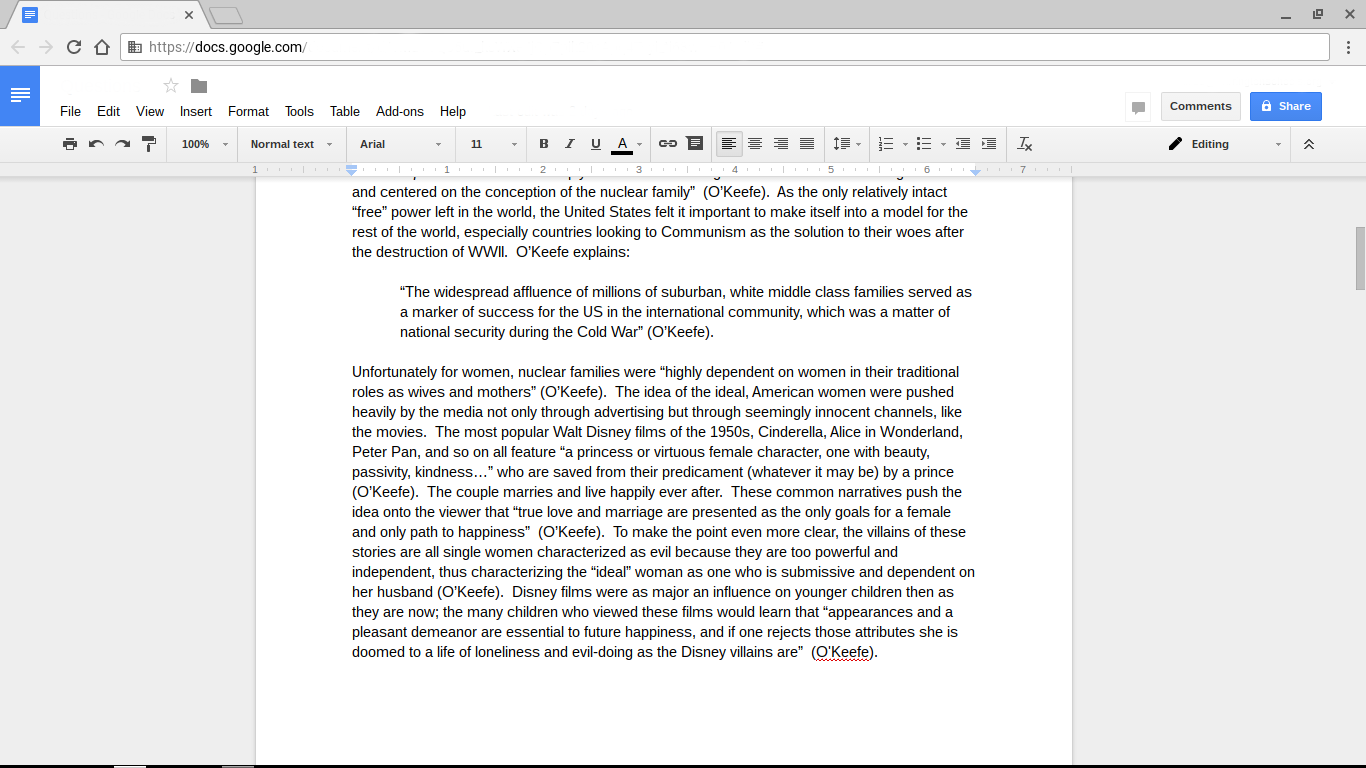 https://docs.google.com/
File Edit View Insert Format Tools Table Add-ons Help
Comments
Share
100% Normal text Arial 11 B I U A Editing
1 1 2 3 4 5 6 7
and centered on the conception of the nuclear family”  (O’Keefe).  As the only relatively intact
“free” power left in the world, the United States felt it important to make itself into a model for the
rest of the world, especially countries looking to Communism as the solution to their woes after
the destruction of WWII.  O’Keefe explains:
“The widespread affluence of millions of suburban, white middle class families served as
a marker of success for the US in the international community, which was a matter of
national security during the Cold War” (O’Keefe).
Unfortunately for women, nuclear families were “highly dependent on women in their traditional
roles as wives and mothers” (O’Keefe).  The idea of the ideal, American women were pushed
heavily by the media not only through advertising but through seemingly innocent channels, like
the movies.  The most popular Walt Disney films of the 1950s, Cinderella, Alice in Wonderland,
Peter Pan, and so on all feature “a princess or virtuous female character, one with beauty,
passivity, kindness…” who are saved from their predicament (whatever it may be) by a prince
(O’Keefe).  The couple marries and live happily ever after.  These common narratives push the
idea onto the viewer that “true love and marriage are presented as the only goals for a female
and only path to happiness”  (O’Keefe).  To make the point even more clear, the villains of these
stories are all single women characterized as evil because they are too powerful and
independent, thus characterizing the “ideal” woman as one who is submissive and dependent on
her husband (O’Keefe).  Disney films were as major an influence on younger children then as
they are now; the many children who viewed these films would learn that “appearances and a
pleasant demeanor are essential to future happiness, and if one rejects those attributes she is
doomed to a life of loneliness and evil-doing as the Disney villains are”  (O’Keefe).